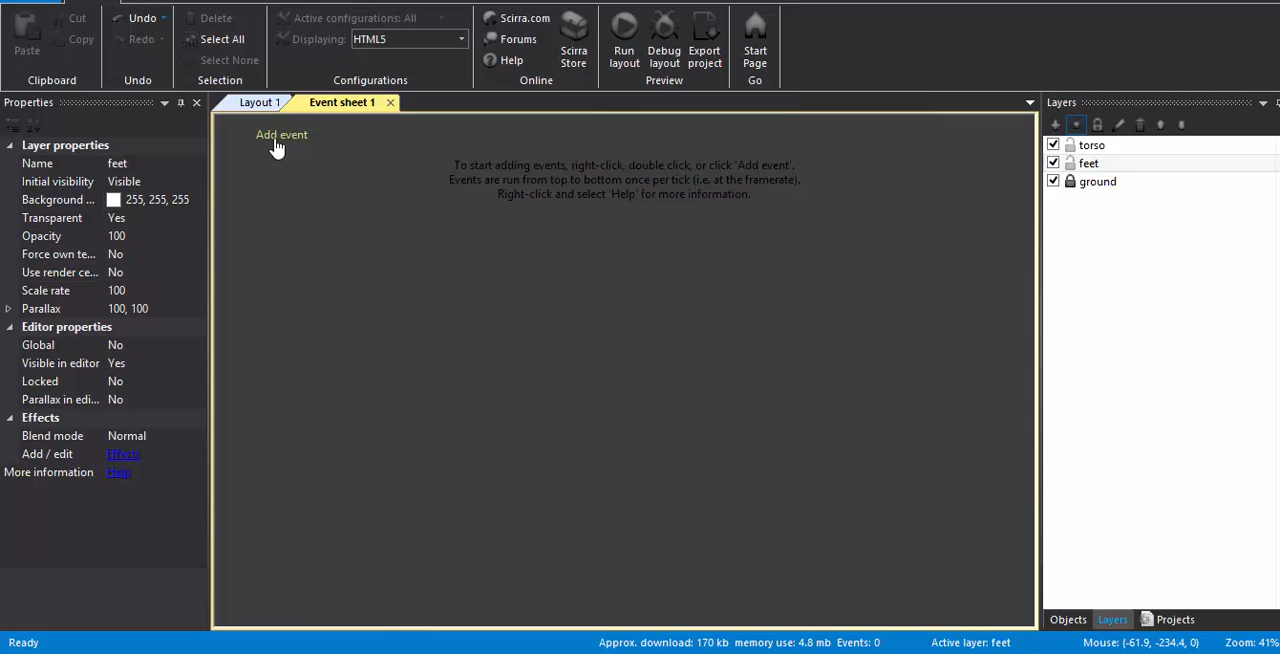 Cut
Copy
Paste
Clipboard
Undo
Redo
Undo
Delete
Select All
Select None
Selection
Active configurations: All
Displaying: HTML5
Configurations
Scirra.com
Forums
Help
Scirra Store
Online
Run layout
Debug layout
Export project
Preview
Start Page
Go
Properties
Layer properties
Name feet
Initial visibility Visible
Background ... 255, 255, 255
Transparent Yes
Opacity 100
Force own te... No
Use render ce... No
Scale rate 100
Parallax 100, 100
Editor properties
Global No
Visible in editor Yes
Locked No
Parallax in edi... No
Effects
Blend mode Normal
Add / edit Effects
More information Help
Layout 1
Event sheet 1
Add event
To start adding events, right-click, double click, or click 'Add event'.
Events are run from top to bottom once per tick (i.e. at the framerate).
Right-click and select 'Help' for more information.
Layers
torso
feet
ground
Objects
Layers
Projects
Ready
Approx. download: 170 kb memory use: 4.8 mb Events: 0
Active layer: feet
Mouse: (-61.9, -234.4, 0)
Zoom: 41%